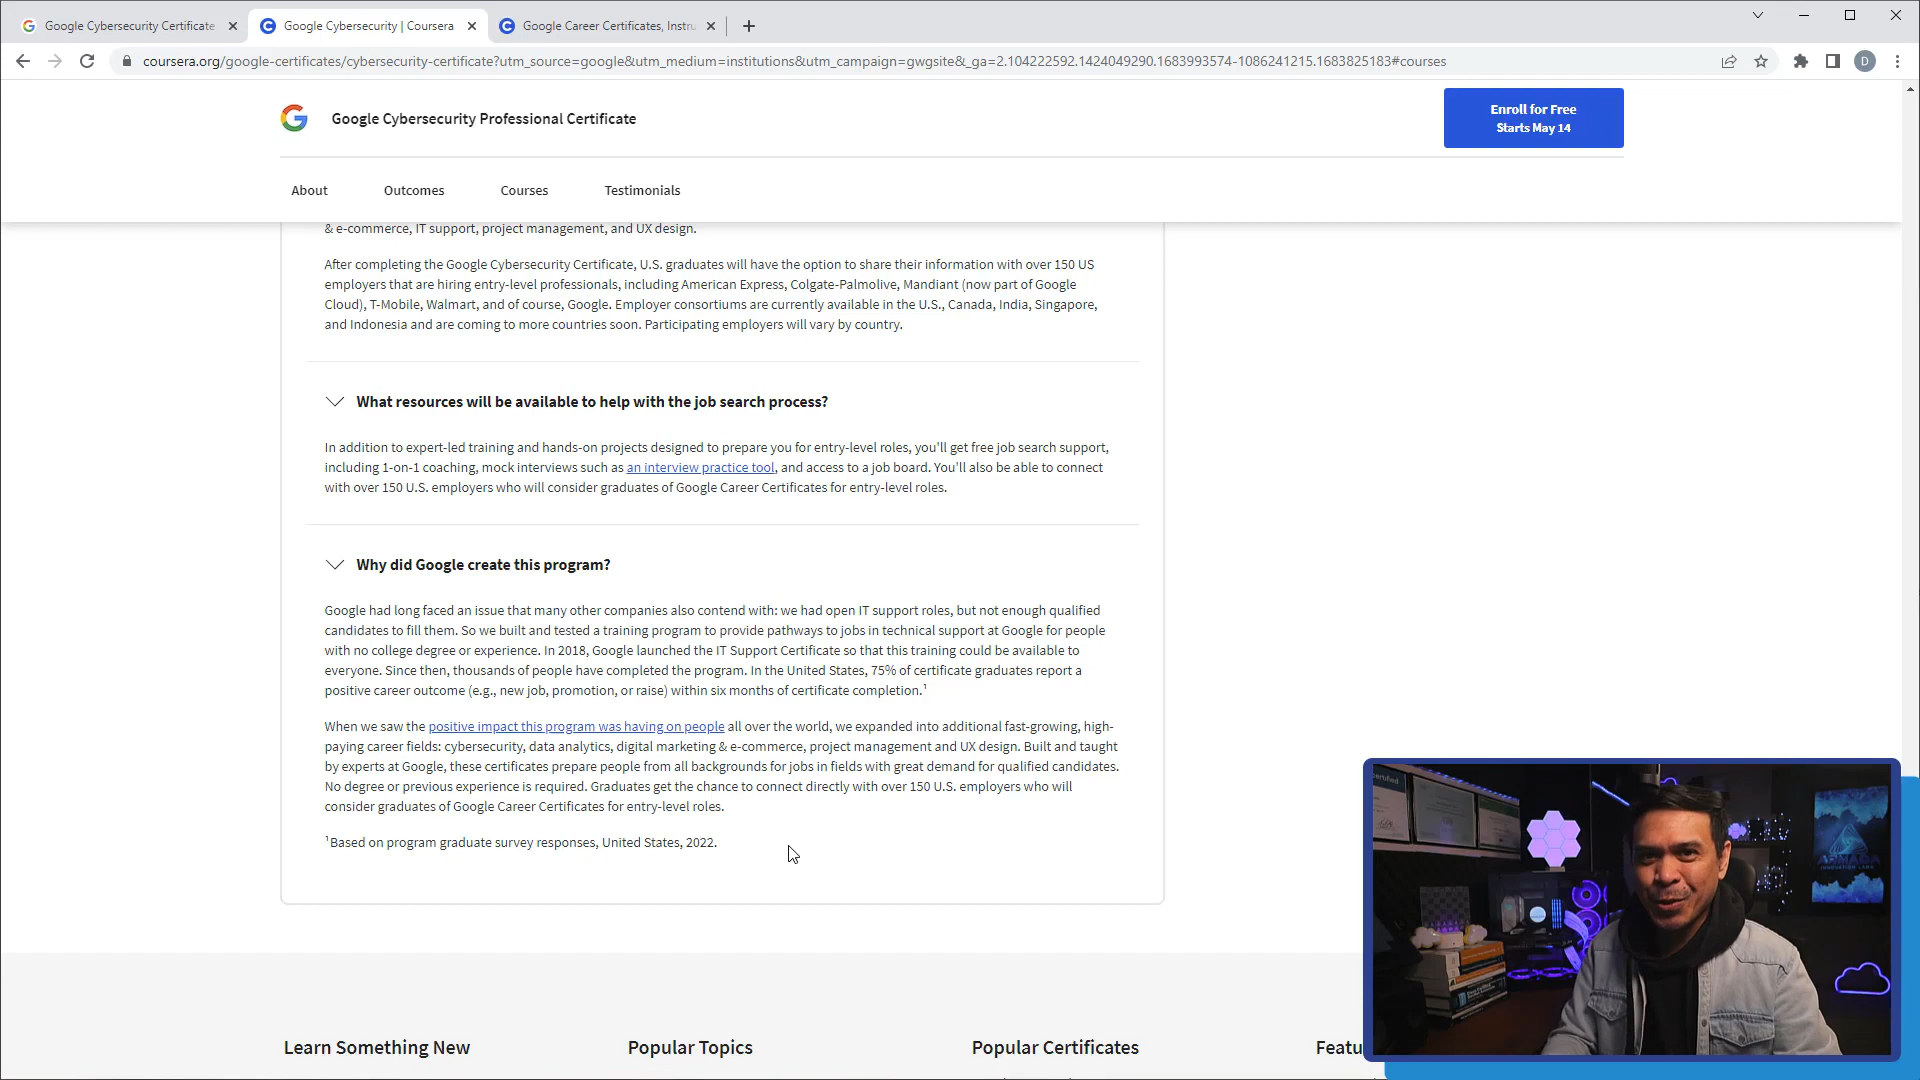 Google Cybersecurity Certificate
Google Cybersecurity | Coursera
Google Career Certificates, Instru
coursera.org/google-certificates/cybersecurity-certificate?utm_source=google&utm_medium=institutions&utm_campaign=gwgsite&_ga=2.104222592.1424049290.1683993574-1086241215.1683825183#courses
D
Google Cybersecurity Professional Certificate
Enroll for Free
Starts May 14
About
Outcomes
Courses
Testimonials
& e-commerce, IT support, project management, and UX design.
After completing the Google Cybersecurity Certificate, U.S. graduates will have the option to share their information with over 150 US
employers that are hiring entry-level professionals, including American Express, Colgate-Palmolive, Mandiant (now part of Google
Cloud), T-Mobile, Walmart, and of course, Google. Employer consortiums are currently available in the U.S., Canada, India, Singapore,
and Indonesia and are coming to more countries soon. Participating employers will vary by country.
What resources will be available to help with the job search process?
In addition to expert-led training and hands-on projects designed to prepare you for entry-level roles, you'll get free job search support,
including 1-on-1 coaching, mock interviews such as an interview practice tool, and access to a job board. You'll also be able to connect
with over 150 U.S. employers who will consider graduates of Google Career Certificates for entry-level roles.
Why did Google create this program?
Google had long faced an issue that many other companies also contend with: we had open IT support roles, but not enough qualified
candidates to fill them. So we built and tested a training program to provide pathways to jobs in technical support at Google for people
with no college degree or experience. In 2018, Google launched the IT Support Certificate so that this training could be available to
everyone. Since then, thousands of people have completed the program. In the United States, 75% of certificate graduates report a
positive career outcome (e.g., new job, promotion, or raise) within six months of certificate completion.¹
When we saw the positive impact this program was having on people all over the world, we expanded into additional fast-growing, high-
paying career fields: cybersecurity, data analytics, digital marketing & e-commerce, project management and UX design. Built and taught
by experts at Google, these certificates prepare people from all backgrounds for jobs in fields with great demand for qualified candidates.
No degree or previous experience is required. Graduates get the chance to connect directly with over 150 U.S. employers who will
consider graduates of Google Career Certificates for entry-level roles.
¹Based on program graduate survey responses, United States, 2022.
Learn Something New
Popular Topics
Popular Certificates
Featu